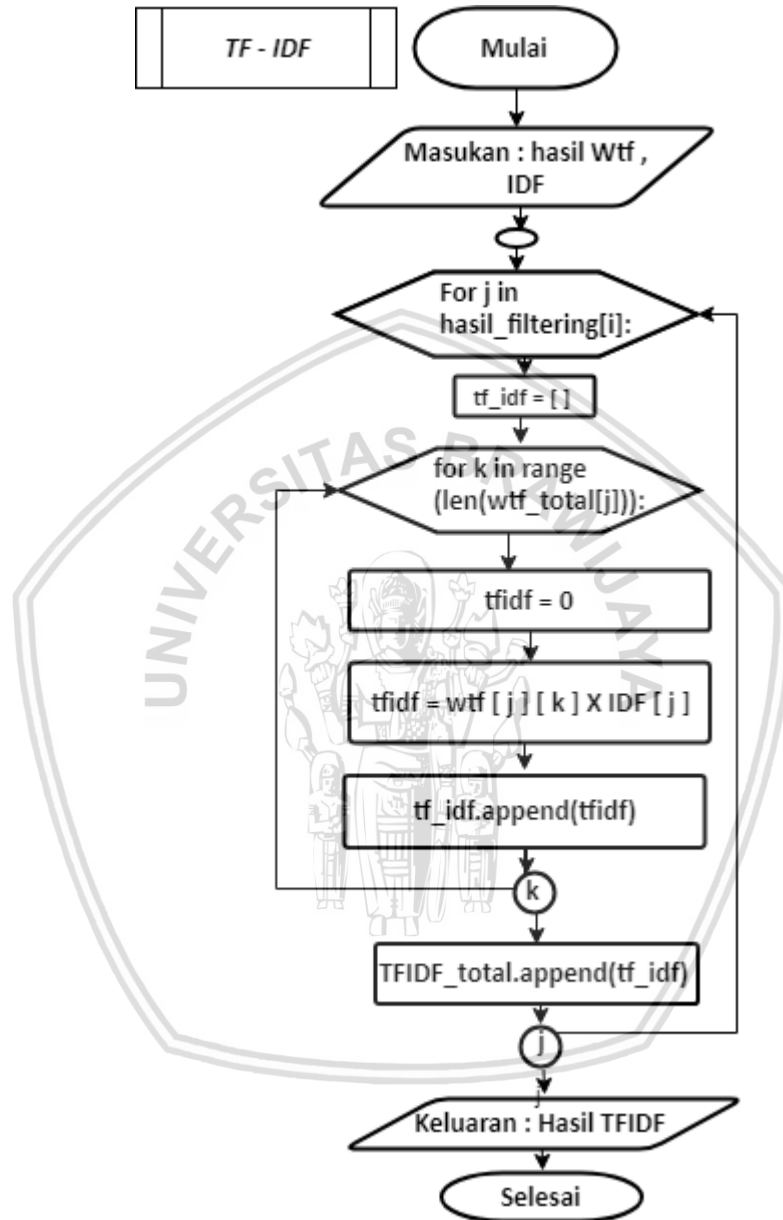 TF - IDF
Mulai
Masukan : hasil Wtf ,
IDF
For j in
hasil_filtering[i]:
tf_idf = [ ]
for k in range
(len(wtf_total[j])):
tfidf = 0
tfidf = wtf [ j ] [ k ] X IDF [ j ]
tf_idf.append(tfidf)
k
TFIDF_total.append(tf_idf)
j
j
Keluaran : Hasil TFIDF
Selesai
UNIVERSITAS BRAWIJAYA